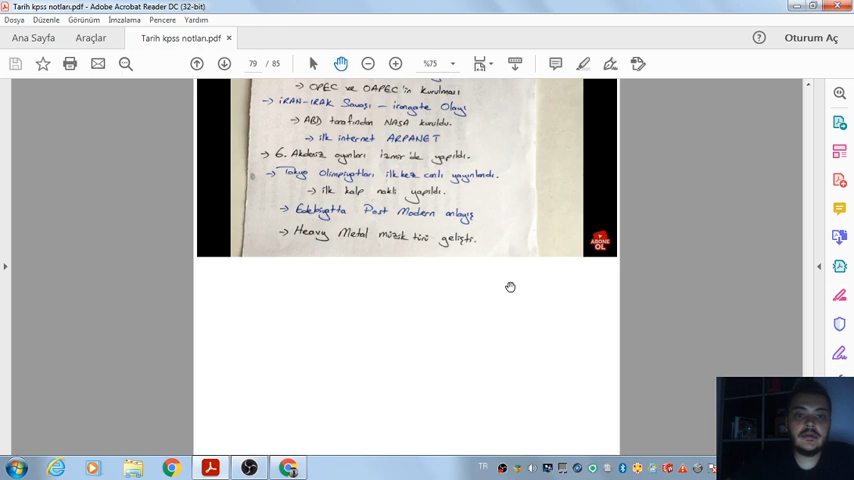 Tarih kpss notları.pdf - Adobe Acrobat Reader DC (32-bit)
Dosya Düzenle Görünüm İmzalama Pencere Yardım
Ana Sayfa Araçlar Tarih kpss notları.pdf × Oturum Aç
79 / 85 %75
→ OPEC ve OAPEC'in kurulması
→ İRAN-IRAK Savaşı - irangate Olayı
→ ABD tarafından NASA kuruldu.
→ ilk internet ARPANET
→ 6. Akdeniz oyunları izmir'de yapıldı.
→ Tokyo Olimpiyatları ilk kez canlı yayınlandı.
→ ilk kalp nakli yapıldı.
→ Edebiyatta Post Modern anlayış
→ Heavy Metal müzik türü gelişti.
ABONE
OL
TR